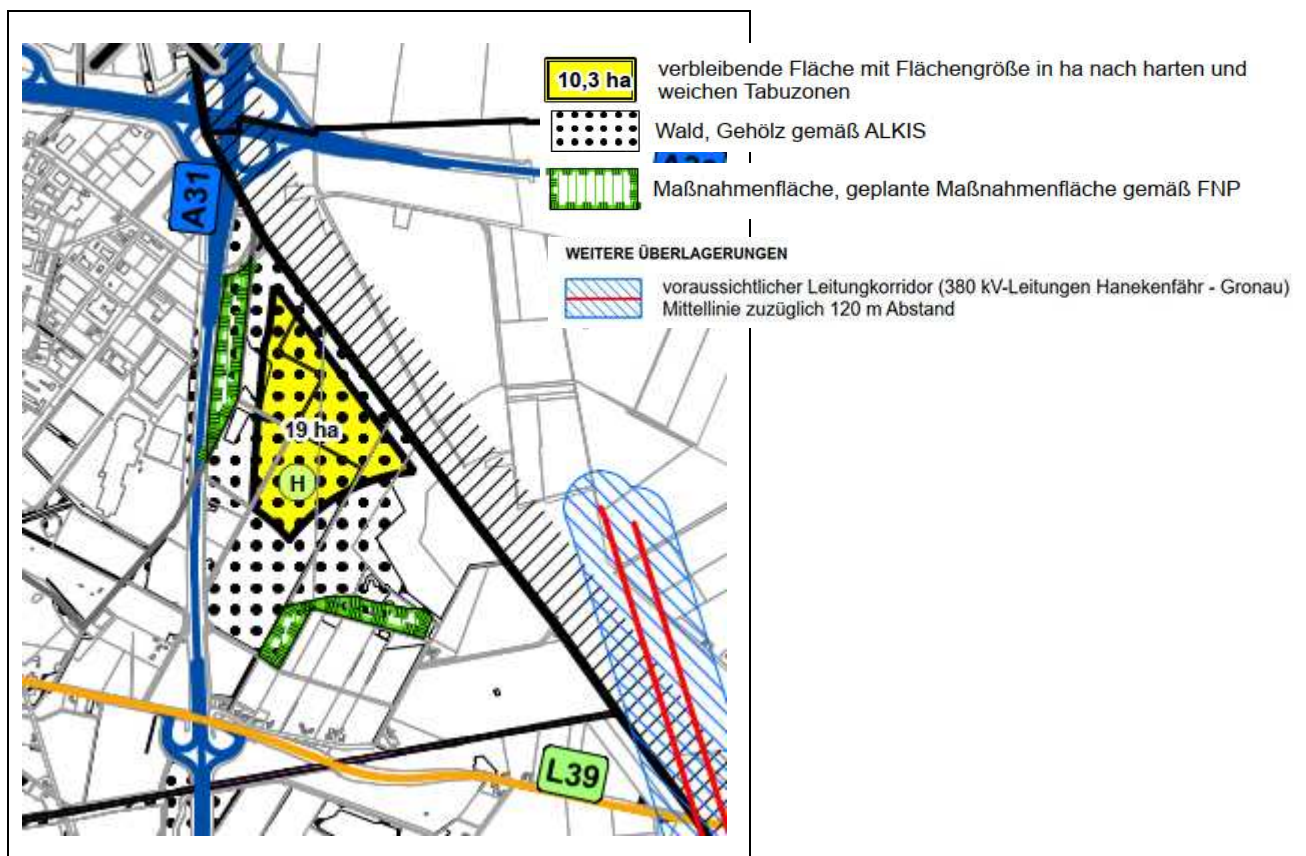 10,3 ha
verbleibende Fläche mit Flächengröße in ha nach harten und
weichen Tabuzonen
Wald, Gehölz gemäß ALKIS
Maßnahmenfläche, geplante Maßnahmenfläche gemäß FNP
WEITERE ÜBERLAGERUNGEN
voraussichtlicher Leitungkorridor (380 kV-Leitungen Hanekenfähr - Gronau)
Mittellinie zuzüglich 120 m Abstand
A31
19 ha
H
L39